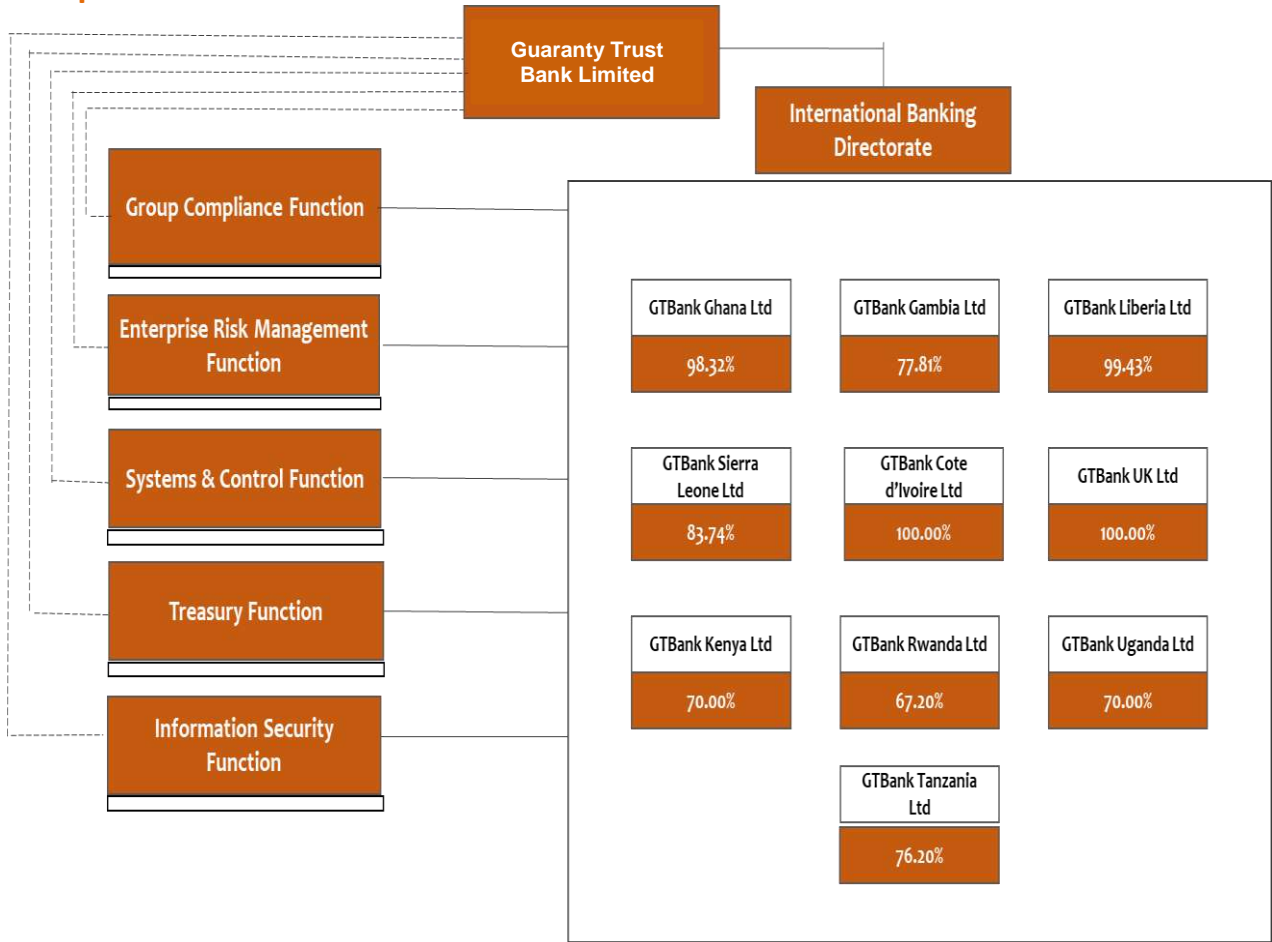 Guaranty Trust
Bank Limited
International Banking
Directorate
Group Compliance Function
Enterprise Risk Management
Function
Systems & Control Function
Treasury Function
Information Security
Function
GTBank Ghana Ltd
98.32%
GTBank Gambia Ltd
77.81%
GTBank Liberia Ltd
99.43%
GTBank Sierra
Leone Ltd
83.74%
GTBank Cote
d'Ivoire Ltd
100.00%
GTBank UK Ltd
100.00%
GTBank Kenya Ltd
70.00%
GTBank Rwanda Ltd
67.20%
GTBank Uganda Ltd
70.00%
GTBank Tanzania
Ltd
76.20%